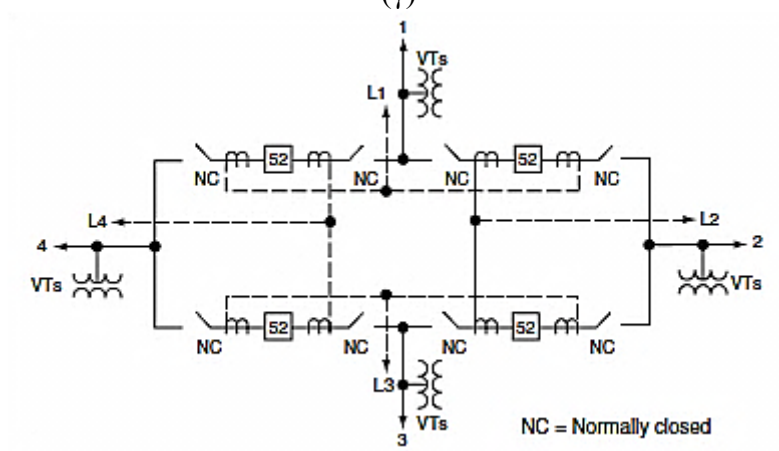 1
VTs
L1
52 52
NC NC NC NC
L4 L2
4 2
VTs VTs
52 52
NC NC NC NC
L3
VTs
3
NC = Normally closed